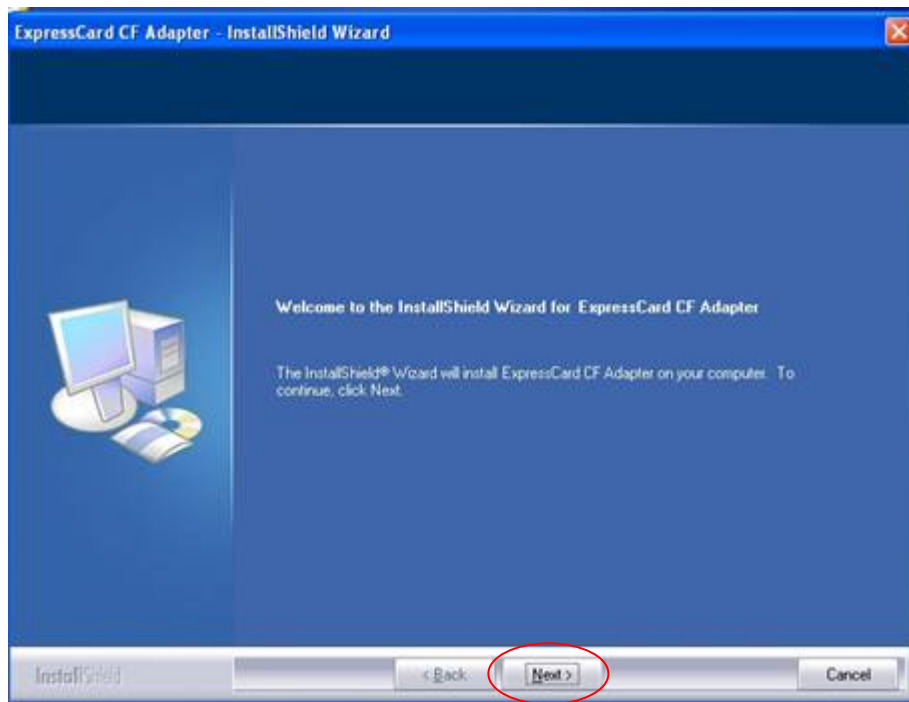 ExpressCard CF Adapter - InstallShield Wizard
Welcome to the InstallShield Wizard for ExpressCard CF Adapter
The InstallShield® Wizard will install ExpressCard CF Adapter on your computer. To
continue, click Next.
InstallShield
< Back
Next >
Cancel